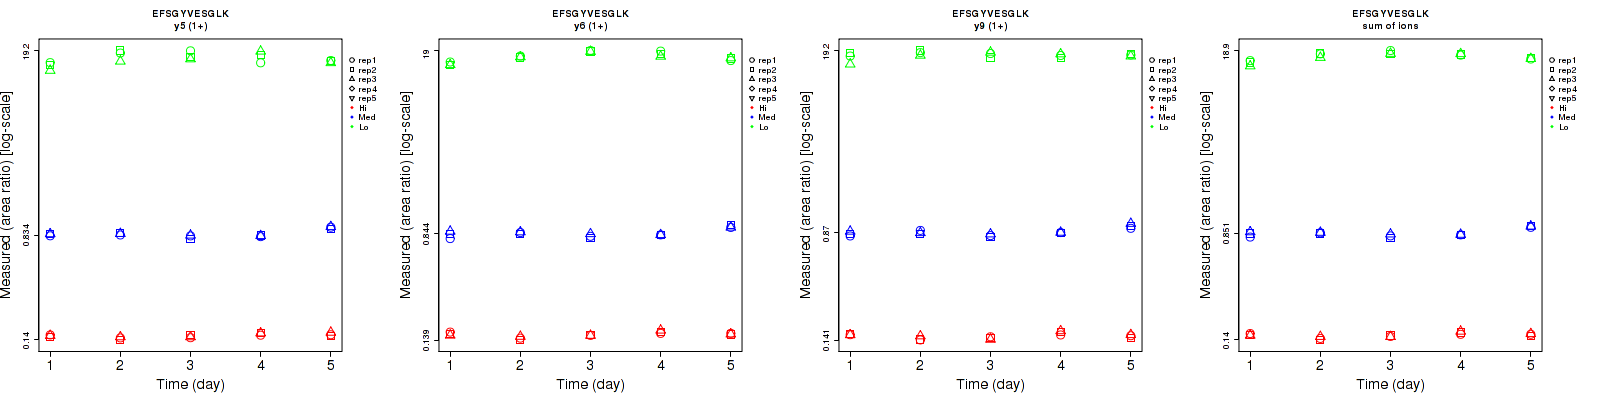 EFSGYVESGLK
y5 (1+)
Measured (area ratio) [log-scale]
19.2
0.834
0.14
1 2 3 4 5
Time (day)
rep1
rep2
rep3
rep4
rep5
Hi
Med
Lo
EFSGYVESGLK
y6 (1+)
Measured (area ratio) [log-scale]
19
0.844
0.139
1 2 3 4 5
Time (day)
rep1
rep2
rep3
rep4
rep5
Hi
Med
Lo
EFSGYVESGLK
y9 (1+)
Measured (area ratio) [log-scale]
19.2
0.87
0.141
1 2 3 4 5
Time (day)
rep1
rep2
rep3
rep4
rep5
Hi
Med
Lo
EFSGYVESGLK
sum of ions
Measured (area ratio) [log-scale]
18.9
0.851
0.14
1 2 3 4 5
Time (day)
rep1
rep2
rep3
rep4
rep5
Hi
Med
Lo